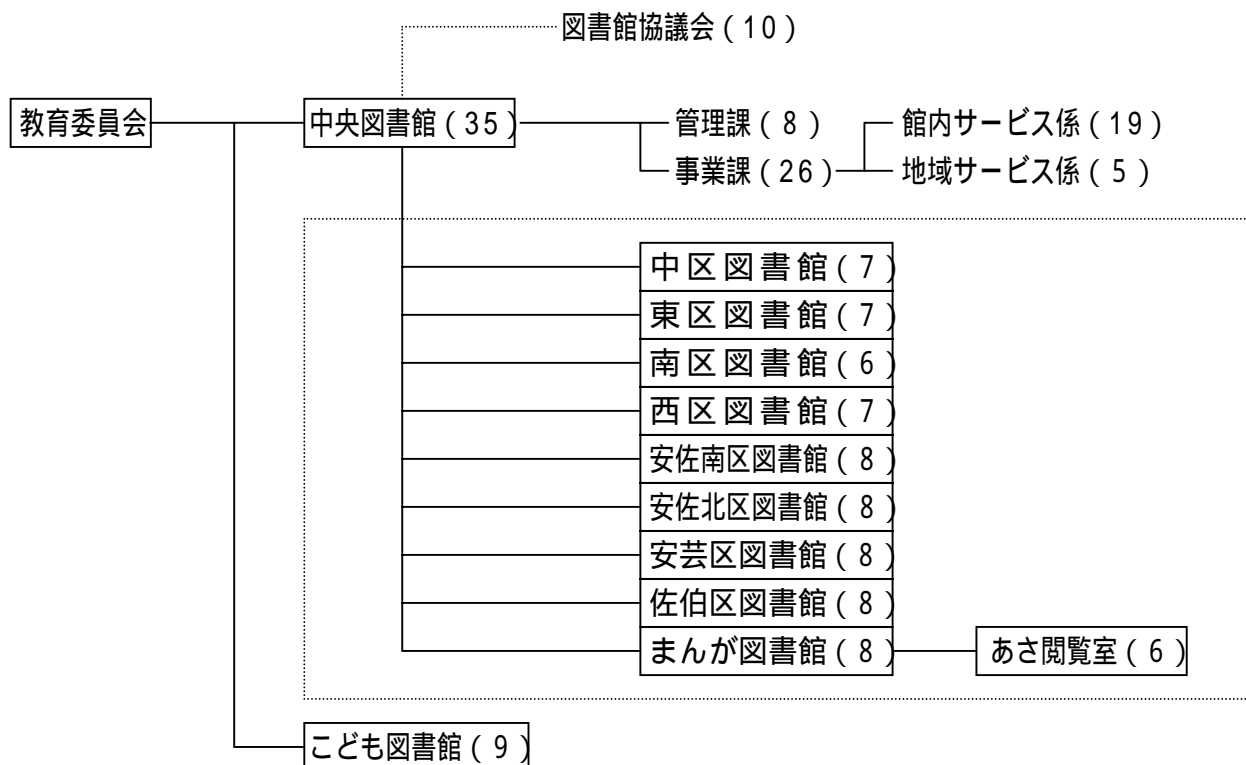 図書館協議会(10)
教育委員会 中央図書館(35) 管理課(8) 館内サービス係(19)
事業課(26) 地域サービス係(5)
中区図書館(7)
東区図書館(7)
南区図書館(6)
西区図書館(7)
安佐南区図書館(8)
安佐北区図書館(8)
安芸区図書館(8)
佐伯区図書館(8)
まんが図書館(8) あさ閲覧室(6)
こども図書館(9)